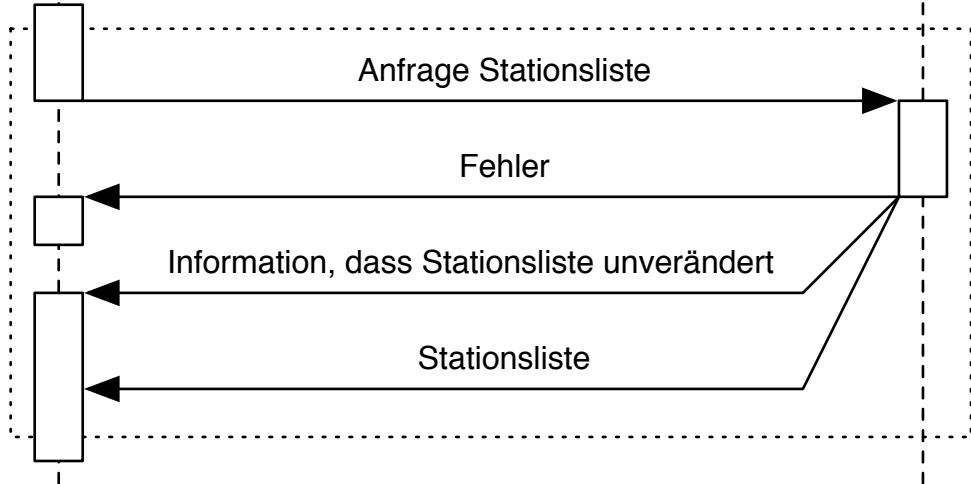 Anfrage Stationsliste
Fehler
Information, dass Stationsliste unverändert
Stationsliste